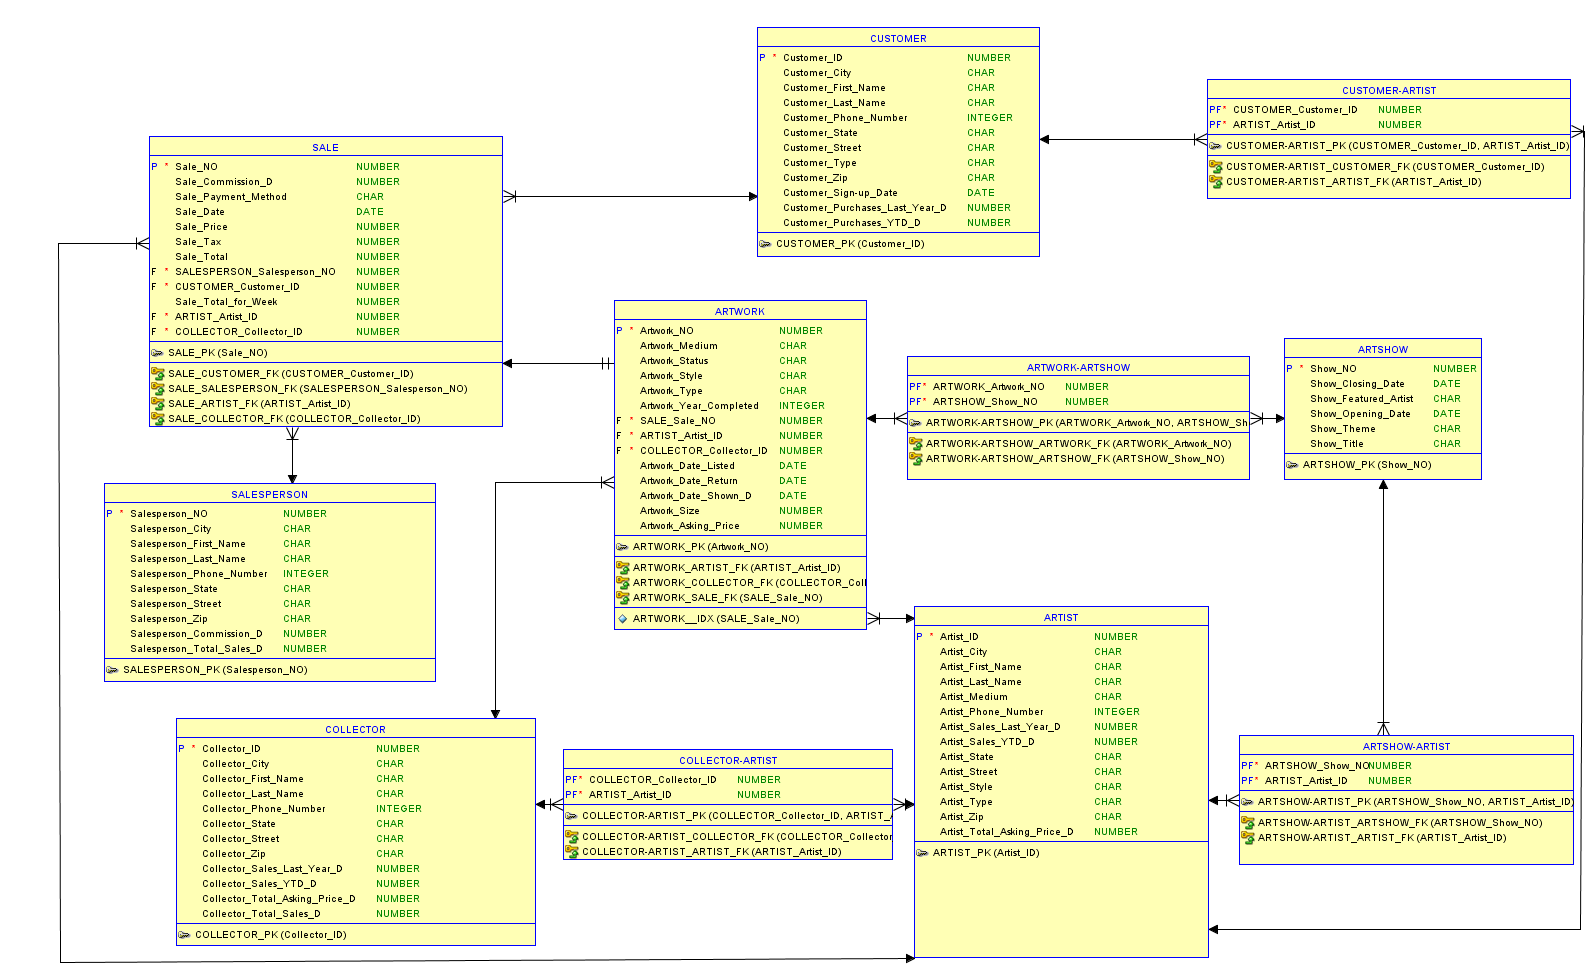 CUSTOMER
P * Customer_ID NUMBER
Customer_City CHAR
Customer_First_Name CHAR
Customer_Last_Name CHAR
Customer_Phone_Number INTEGER
Customer_State CHAR
Customer_Street CHAR
Customer_Type CHAR
Customer_Zip CHAR
Customer_Sign-up_Date DATE
Customer_Purchases_Last_Year_D NUMBER
Customer_Purchases_YTD_D NUMBER
CUSTOMER_PK (Customer_ID)
CUSTOMER-ARTIST
PF* CUSTOMER_Customer_ID NUMBER
PF* ARTIST_Artist_ID NUMBER
CUSTOMER-ARTIST_PK (CUSTOMER_Customer_ID, ARTIST_Artist_ID)
CUSTOMER-ARTIST_CUSTOMER_FK (CUSTOMER_Customer_ID)
CUSTOMER-ARTIST_ARTIST_FK (ARTIST_Artist_ID)
SALE
P * Sale_NO NUMBER
Sale_Commission_D NUMBER
Sale_Payment_Method CHAR
Sale_Date DATE
Sale_Price NUMBER
Sale_Tax NUMBER
Sale_Total NUMBER
F * SALESPERSON_Salesperson_NO NUMBER
F * CUSTOMER_Customer_ID NUMBER
Sale_Total_for_Week NUMBER
F * ARTIST_Artist_ID NUMBER
F * COLLECTOR_Collector_ID NUMBER
SALE_PK (Sale_NO)
SALE_CUSTOMER_FK (CUSTOMER_Customer_ID)
SALE_SALESPERSON_FK (SALESPERSON_Salesperson_NO)
SALE_ARTIST_FK (ARTIST_Artist_ID)
SALE_COLLECTOR_FK (COLLECTOR_Collector_ID)
ARTWORK
P * Artwork_NO NUMBER
Artwork_Medium CHAR
Artwork_Status CHAR
Artwork_Style CHAR
Artwork_Type CHAR
Artwork_Year_Completed INTEGER
F * SALE_Sale_NO NUMBER
F * ARTIST_Artist_ID NUMBER
F * COLLECTOR_Collector_ID NUMBER
Artwork_Date_Listed DATE
Artwork_Date_Return DATE
Artwork_Date_Shown_D DATE
Artwork_Size NUMBER
Artwork_Asking_Price NUMBER
ARTWORK_PK (Artwork_NO)
ARTWORK_ARTIST_FK (ARTIST_Artist_ID)
ARTWORK_COLLECTOR_FK (COLLECTOR_Coll
ARTWORK_SALE_FK (SALE_Sale_NO)
ARTWORK__IDX (SALE_Sale_NO)
ARTWORK-ARTSHOW
PF* ARTWORK_Artwork_NO NUMBER
PF* ARTSHOW_Show_NO NUMBER
ARTWORK-ARTSHOW_PK (ARTWORK_Artwork_NO, ARTSHOW_Sh
ARTWORK-ARTSHOW_ARTWORK_FK (ARTWORK_Artwork_NO)
ARTWORK-ARTSHOW_ARTSHOW_FK (ARTSHOW_Show_NO)
ARTSHOW
P * Show_NO NUMBER
Show_Closing_Date DATE
Show_Featured_Artist CHAR
Show_Opening_Date DATE
Show_Theme CHAR
Show_Title CHAR
ARTSHOW_PK (Show_NO)
SALESPERSON
P * Salesperson_NO NUMBER
Salesperson_City CHAR
Salesperson_First_Name CHAR
Salesperson_Last_Name CHAR
Salesperson_Phone_Number INTEGER
Salesperson_State CHAR
Salesperson_Street CHAR
Salesperson_Zip CHAR
Salesperson_Commission_D NUMBER
Salesperson_Total_Sales_D NUMBER
SALESPERSON_PK (Salesperson_NO)
ARTIST
P * Artist_ID NUMBER
Artist_City CHAR
Artist_First_Name CHAR
Artist_Last_Name CHAR
Artist_Medium CHAR
Artist_Phone_Number INTEGER
Artist_Sales_Last_Year_D NUMBER
Artist_Sales_YTD_D NUMBER
Artist_State CHAR
Artist_Street CHAR
Artist_Style CHAR
Artist_Type CHAR
Artist_Zip CHAR
Artist_Total_Asking_Price_D NUMBER
ARTIST_PK (Artist_ID)
COLLECTOR
P * Collector_ID NUMBER
Collector_City CHAR
Collector_First_Name CHAR
Collector_Last_Name CHAR
Collector_Phone_Number INTEGER
Collector_State CHAR
Collector_Street CHAR
Collector_Zip CHAR
Collector_Sales_Last_Year_D NUMBER
Collector_Sales_YTD_D NUMBER
Collector_Total_Asking_Price_D NUMBER
Collector_Total_Sales_D NUMBER
COLLECTOR_PK (Collector_ID)
COLLECTOR-ARTIST
PF* COLLECTOR_Collector_ID NUMBER
PF* ARTIST_Artist_ID NUMBER
COLLECTOR-ARTIST_PK (COLLECTOR_Collector_ID, ARTIST_A
COLLECTOR-ARTIST_COLLECTOR_FK (COLLECTOR_Collector
COLLECTOR-ARTIST_ARTIST_FK (ARTIST_Artist_ID)
ARTSHOW-ARTIST
PF* ARTSHOW_Show_NO NUMBER
PF* ARTIST_Artist_ID NUMBER
ARTSHOW-ARTIST_PK (ARTSHOW_Show_NO, ARTIST_Artist_ID)
ARTSHOW-ARTIST_ARTSHOW_FK (ARTSHOW_Show_NO)
ARTSHOW-ARTIST_ARTIST_FK (ARTIST_Artist_ID)